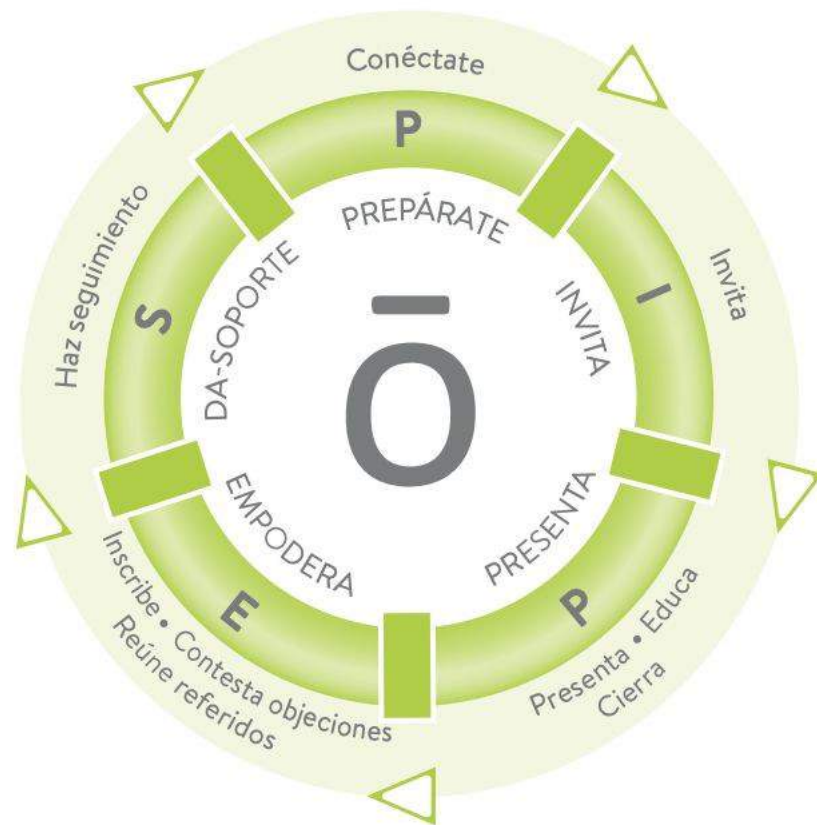 Conéctate
P
PREPÁRATE
Invita
I
INVITA
Presenta • Educa
Cierra
P
PRESENTA
Inscribe • Contesta objeciones
Reúne referidos
E
EMPODERA
Haz seguimiento
S
DA-SOPORTE
ō